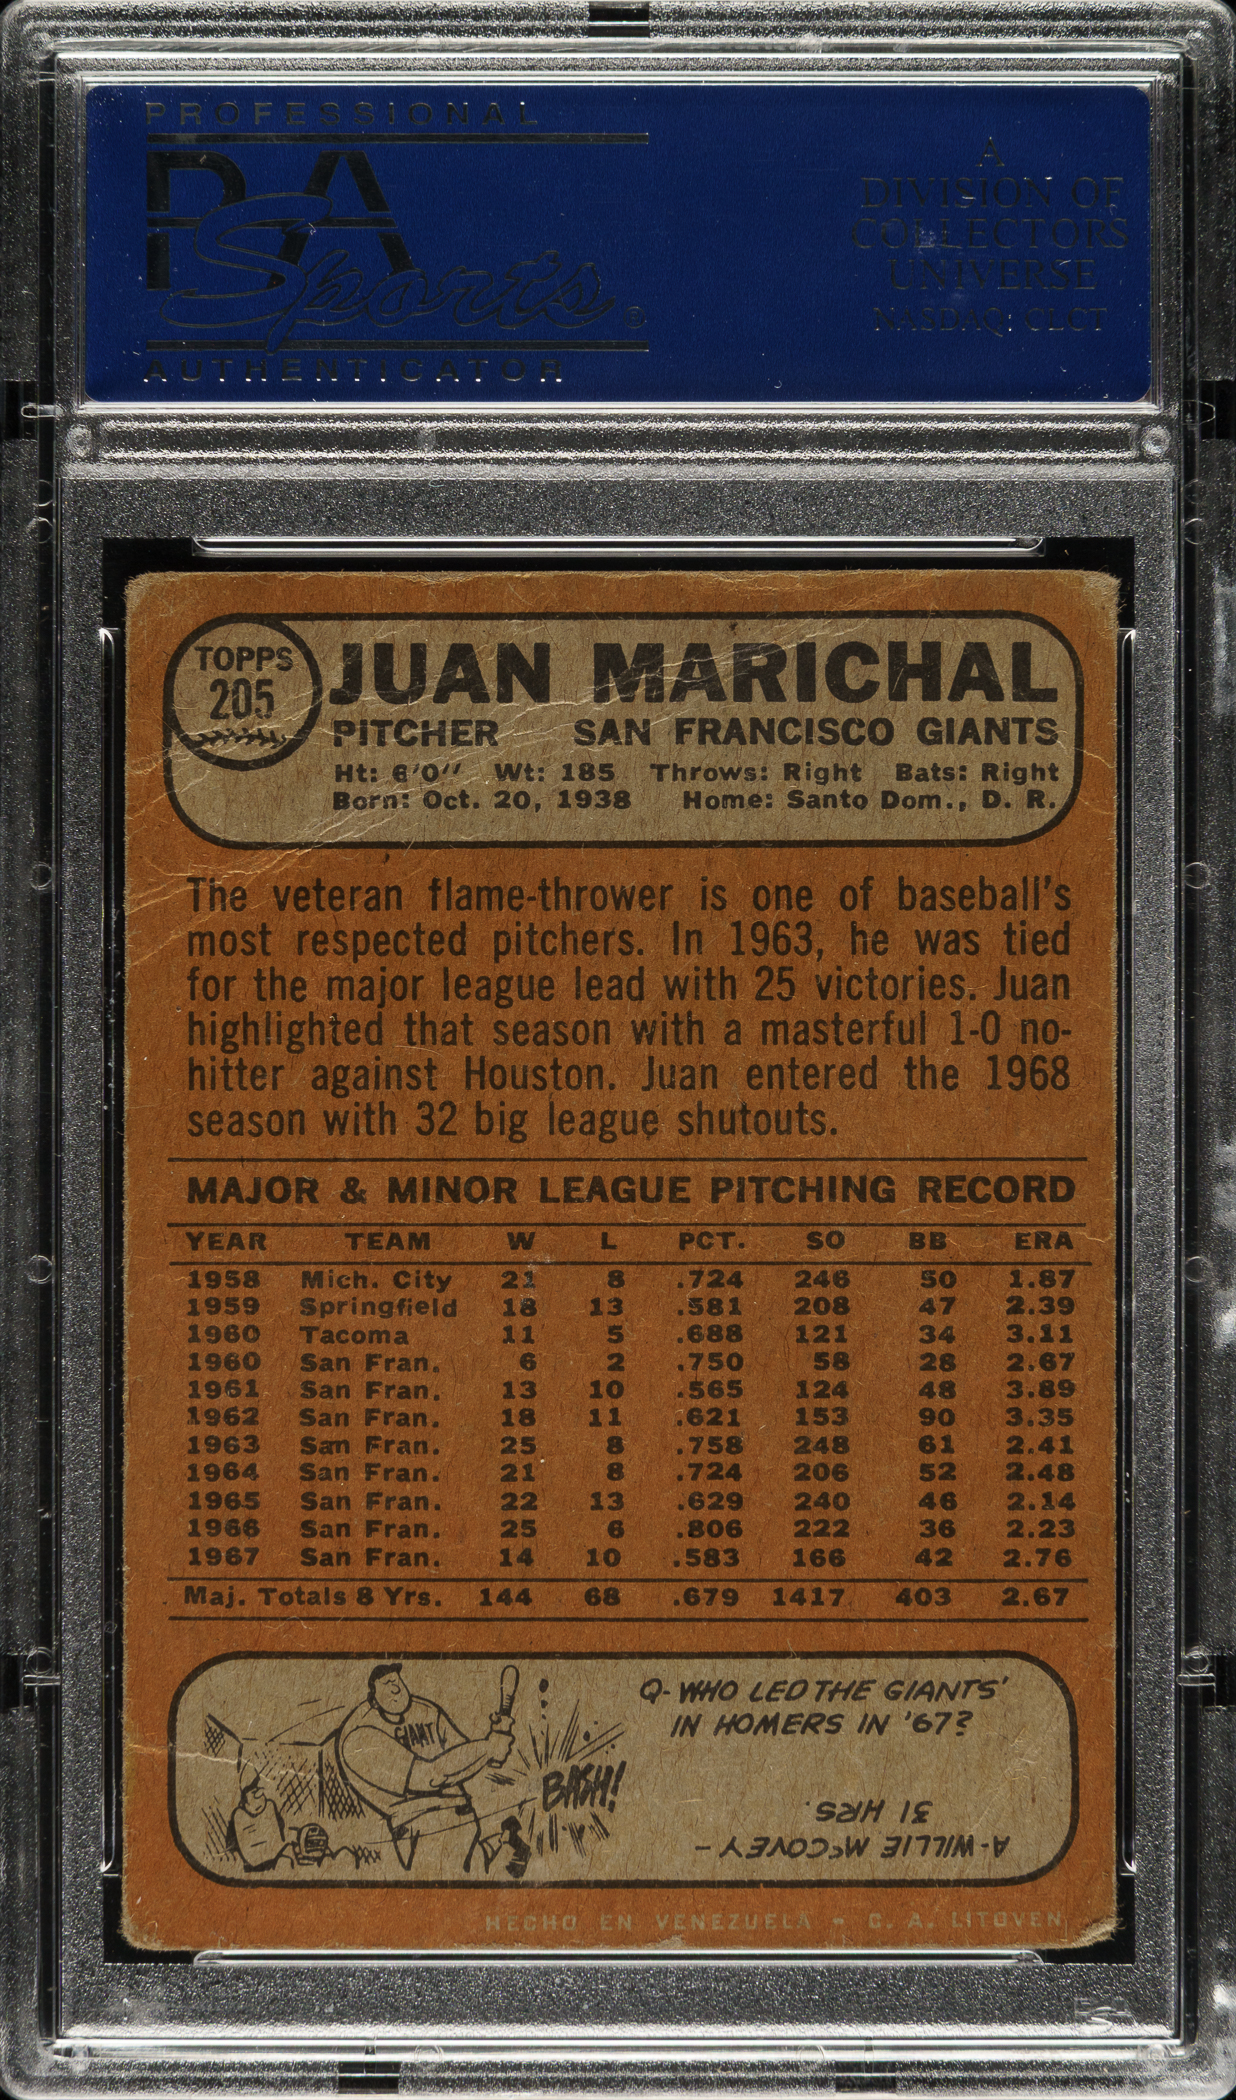 PROFESSIONAL
PSA
Sports ®
AUTHENTICATOR
A
DIVISION OF
COLLECTORS
UNIVERSE
NASDAQ: CLCT
TOPPS
205
JUAN MARICHAL
PITCHER SAN FRANCISCO GIANTS
Ht: 6'0" Wt: 185 Throws: Right Bats: Right
Born: Oct. 20, 1938 Home: Santo Dom., D. R.
The veteran flame-thrower is one of baseball's
most respected pitchers. In 1963, he was tied
for the major league lead with 25 victories. Juan
highlighted that season with a masterful 1-0 no-
hitter against Houston. Juan entered the 1968
season with 32 big league shutouts.
MAJOR & MINOR LEAGUE PITCHING RECORD
YEAR TEAM W L PCT. SO BB ERA
1958 Mich. City 21 8 .724 246 50 1.87
1959 Springfield 18 13 .581 208 47 2.39
1960 Tacoma 11 5 .688 121 34 3.11
1960 San Fran. 6 2 .750 58 28 2.67
1961 San Fran. 13 10 .565 124 48 3.89
1962 San Fran. 18 11 .621 153 90 3.35
1963 San Fran. 25 8 .758 248 61 2.41
1964 San Fran. 21 8 .724 206 52 2.48
1965 San Fran. 22 13 .629 240 46 2.14
1966 San Fran. 25 6 .806 222 36 2.23
1967 San Fran. 14 10 .583 166 42 2.76
Maj. Totals 8 Yrs. 144 68 .679 1417 403 2.67
GIANT
BASH!
Q-WHO LED THE GIANTS'
IN HOMERS IN '67?
A-WILLIE McCOVEY-
31 HRS.
HECHO EN VENEZUELA - C. A. LITOVEN